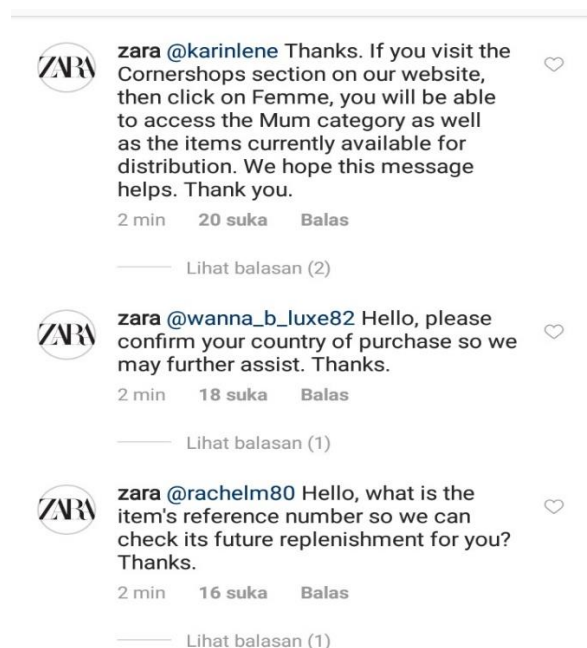 ZARA
zara @karinlene Thanks. If you visit the
Cornershops section on our website,
then click on Femme, you will be able
to access the Mum category as well
as the items currently available for
distribution. We hope this message
helps. Thank you.
2 min 20 suka Balas
Lihat balasan (2)
ZARA
zara @wanna_b_luxe82 Hello, please
confirm your country of purchase so we
may further assist. Thanks.
2 min 18 suka Balas
Lihat balasan (1)
ZARA
zara @rachelm80 Hello, what is the
item's reference number so we can
check its future replenishment for you?
Thanks.
2 min 16 suka Balas
Lihat balasan (1)